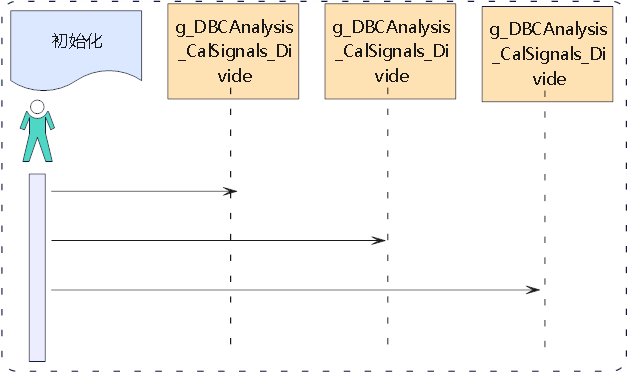 初始化
g_DBCAnalysis
_CalSignals_Di
vide
g_DBCAnalysis
_CalSignals_Di
vide
g_DBCAnalysis
_CalSignals_Di
vide